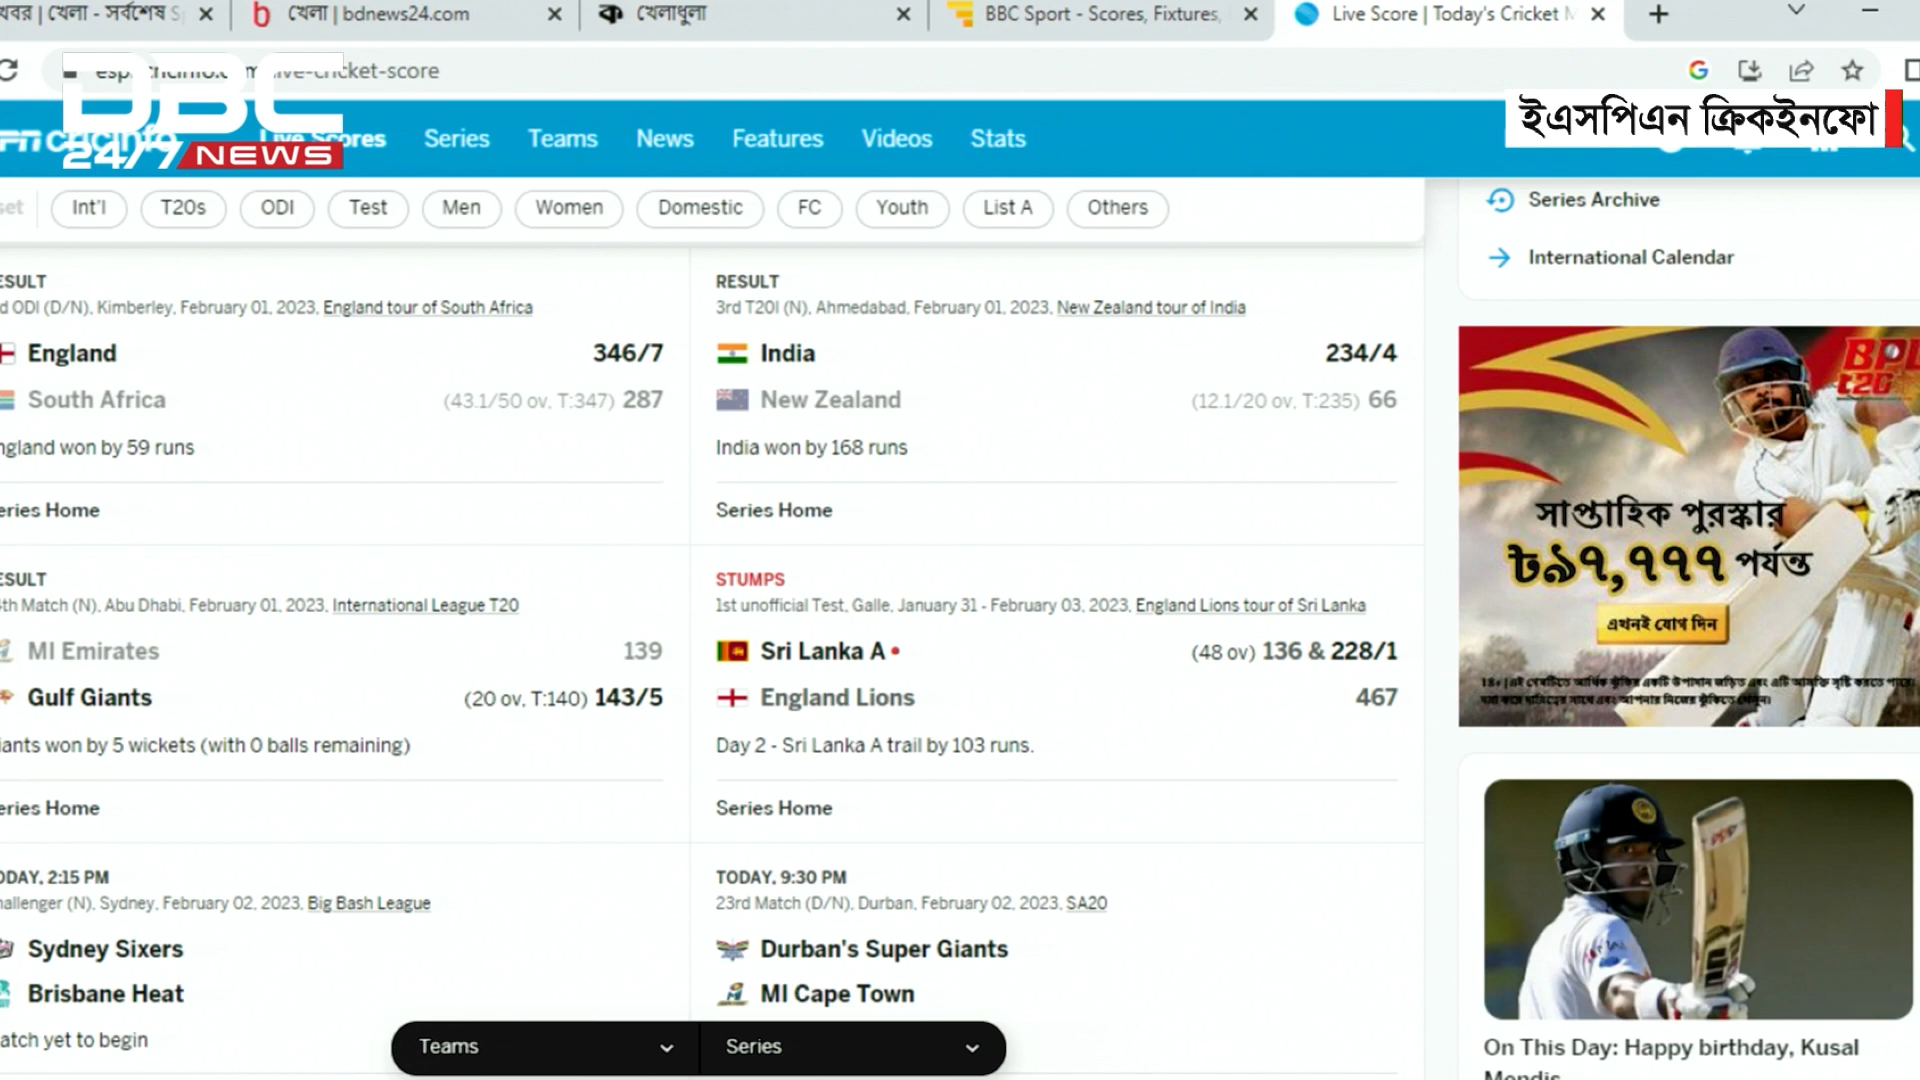 খবর | খেলা - সর্বশেষ
খেলা | bdnews24.com
খেলাধুলা
BBC Sport - Scores, Fixtures,
Live Score | Today's Cricket
live-cricket-score
DBC
24/7 NEWS
cricinfo
Live Scores
Series
Teams
News
Features
Videos
Stats
ইএসপিএন ক্রিকইনফো
Int'l
T20s
ODI
Test
Men
Women
Domestic
FC
Youth
List A
Others
Series Archive
International Calendar
ESULT
d ODI (D/N), Kimberley, February 01, 2023, England tour of South Africa
England 346/7
South Africa (43.1/50 ov, T:347) 287
ngland won by 59 runs
eries Home
RESULT
3rd T20I (N), Ahmedabad, February 01, 2023, New Zealand tour of India
India 234/4
New Zealand (12.1/20 ov, T:235) 66
India won by 168 runs
Series Home
ESULT
th Match (N), Abu Dhabi, February 01, 2023, International League T20
MI Emirates 139
Gulf Giants (20 ov, T:140) 143/5
iants won by 5 wickets (with 0 balls remaining)
eries Home
STUMPS
1st unofficial Test, Galle, January 31 - February 03, 2023, England Lions tour of Sri Lanka
Sri Lanka A • (48 ov) 136 & 228/1
England Lions 467
Day 2 - Sri Lanka A trail by 103 runs.
Series Home
ODAY, 2:15 PM
hallenger (N), Sydney, February 02, 2023, Big Bash League
Sydney Sixers
Brisbane Heat
atch yet to begin
TODAY, 9:30 PM
23rd Match (D/N), Durban, February 02, 2023, SA20
Durban's Super Giants
MI Cape Town
Teams
Series
BPL
t20
সাপ্তাহিক পুরস্কার
৳৯৭,৭৭৭ পর্যন্ত
এখনই যোগ দিন
On This Day: Happy birthday, Kusal
Mendis